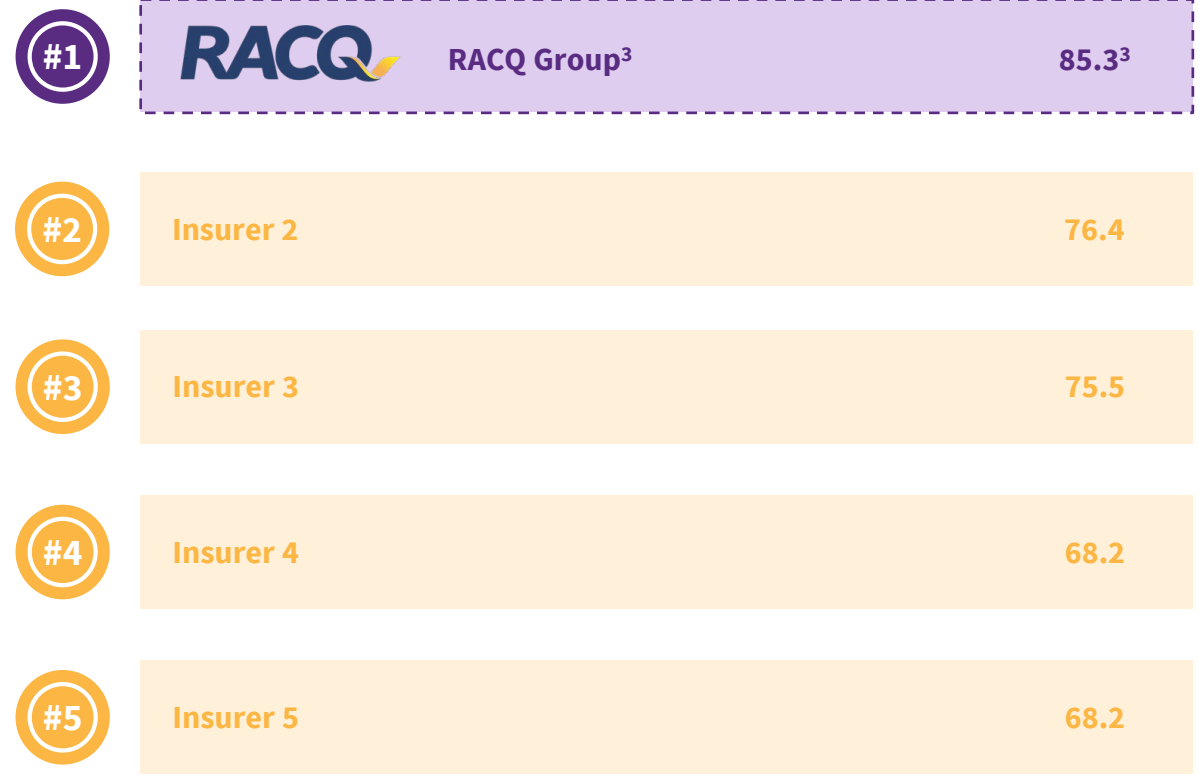 #1 RACQ RACQ Group³ 85.3³
#2 Insurer 2 76.4
#3 Insurer 3 75.5
#4 Insurer 4 68.2
#5 Insurer 5 68.2